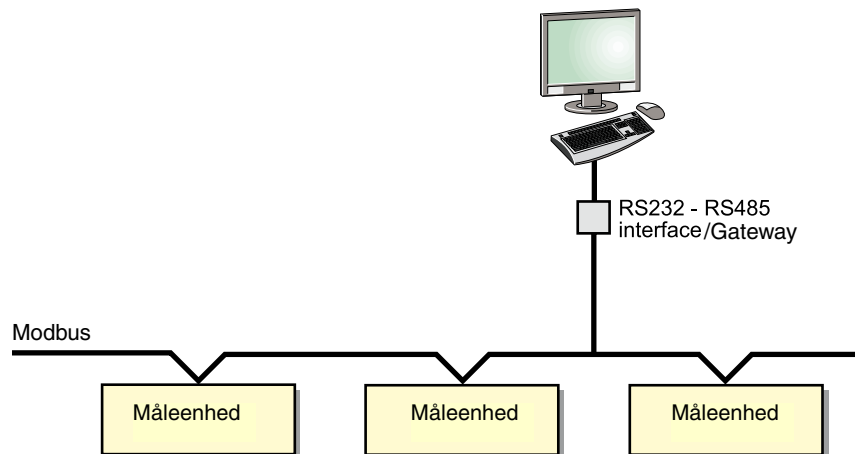 RS232 - RS485
interface/Gateway
Modbus
Måleenhed
Måleenhed
Måleenhed